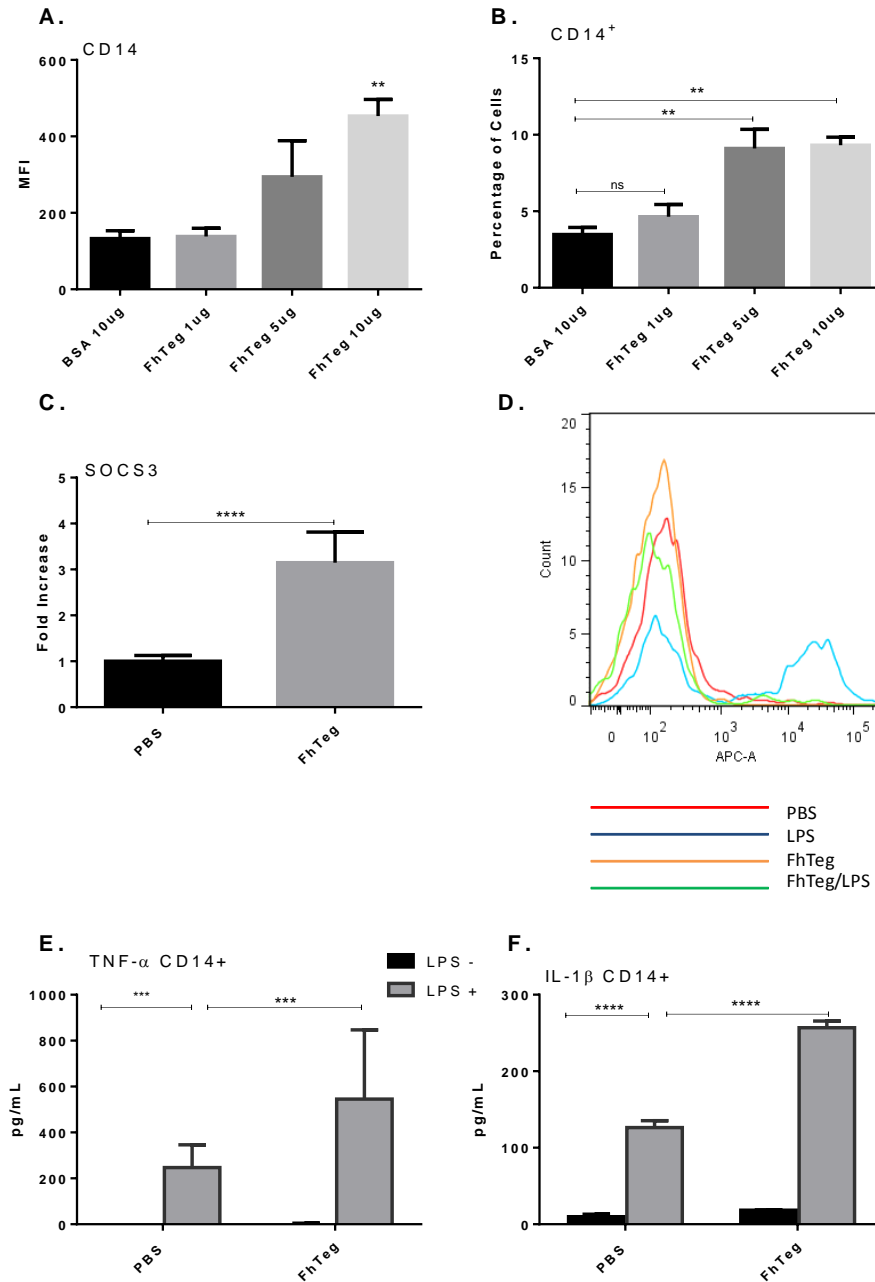 A.
CD14
600
400
200
0
MFI
**
BSA 10ug
FhTeg 1ug
FhTeg 5ug
FhTeg 10ug
B.
CD14+
15
10
5
0
Percentage of Cells
**
**
ns
BSA 10ug
FhTeg 1ug
FhTeg 5ug
FhTeg 10ug
C.
SOCS3
5
4
3
2
1
0
Fold Increase
****
PBS
FhTeg
D.
20
15
10
5
0
Count
0 10^2 10^3 10^4 10^5
APC-A
PBS
LPS
FhTeg
FhTeg/LPS
E.
TNF-α CD14+
LPS -
LPS +
1000
800
600
400
200
0
pg/mL
***
***
PBS
FhTeg
F.
IL-1β CD14+
300
200
100
0
pg/mL
****
****
PBS
FhTeg